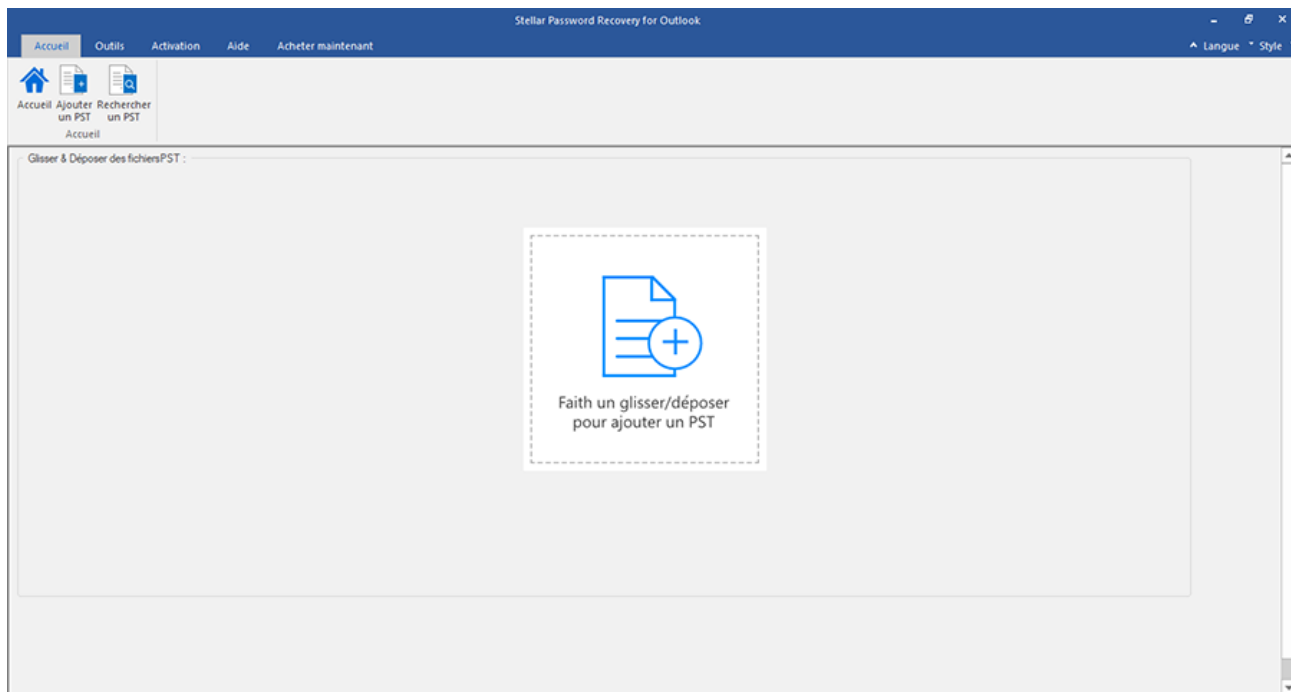 Stellar Password Recovery for Outlook
Accueil Outils Activation Aide Acheter maintenant Langue Style
Accueil Ajouter Rechercher
un PST un PST
Accueil
Glisser & Déposer des fichiersPST :
Faith un glisser/déposer
pour ajouter un PST